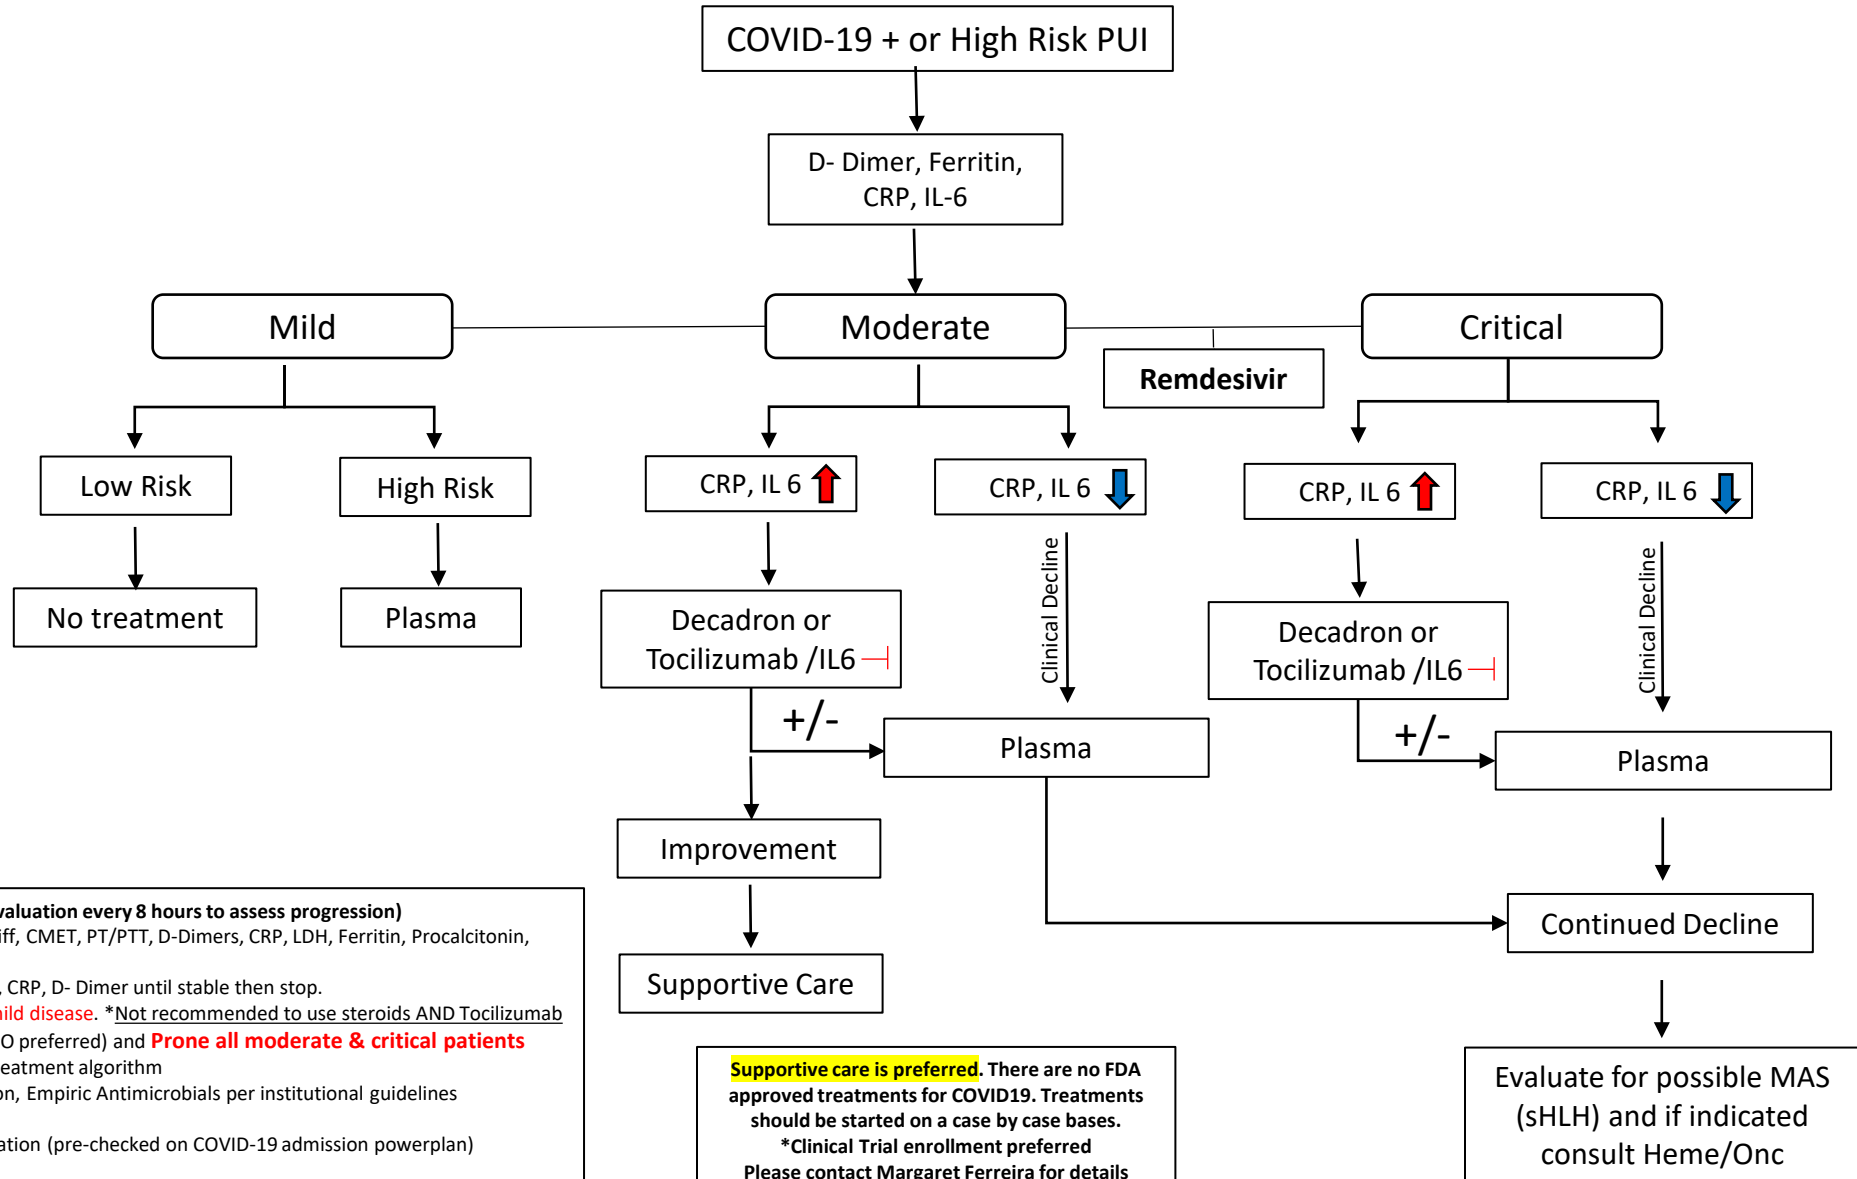 COVID-19 + or High Risk PUI
D- Dimer, Ferritin,
CRP, IL-6
Mild
Moderate
Critical
Remdesivir
Low Risk
High Risk
CRP, IL 6
CRP, IL 6
CRP, IL 6
CRP, IL 6
No treatment
Plasma
Decadron or
Tocilizumab /IL6
Clinical Decline
Decadron or
Tocilizumab /IL6
Clinical Decline
+/-
Plasma
+/-
Plasma
Improvement
Continued Decline
Supportive Care
valuation every 8 hours to assess progression)
iff, CMET, PT/PTT, D-Dimers, CRP, LDH, Ferritin, Procalcitonin,
, CRP, D- Dimer until stable then stop.
ild disease. *Not recommended to use steroids AND Tocilizumab
O preferred) and Prone all moderate & critical patients
eatment algorithm
on, Empiric Antimicrobials per institutional guidelines
ation (pre-checked on COVID-19 admission powerplan)
Supportive care is preferred. There are no FDA
approved treatments for COVID19. Treatments
should be started on a case by case bases.
*Clinical Trial enrollment preferred
Please contact Margaret Ferreira for details
Evaluate for possible MAS
(sHLH) and if indicated
consult Heme/Onc